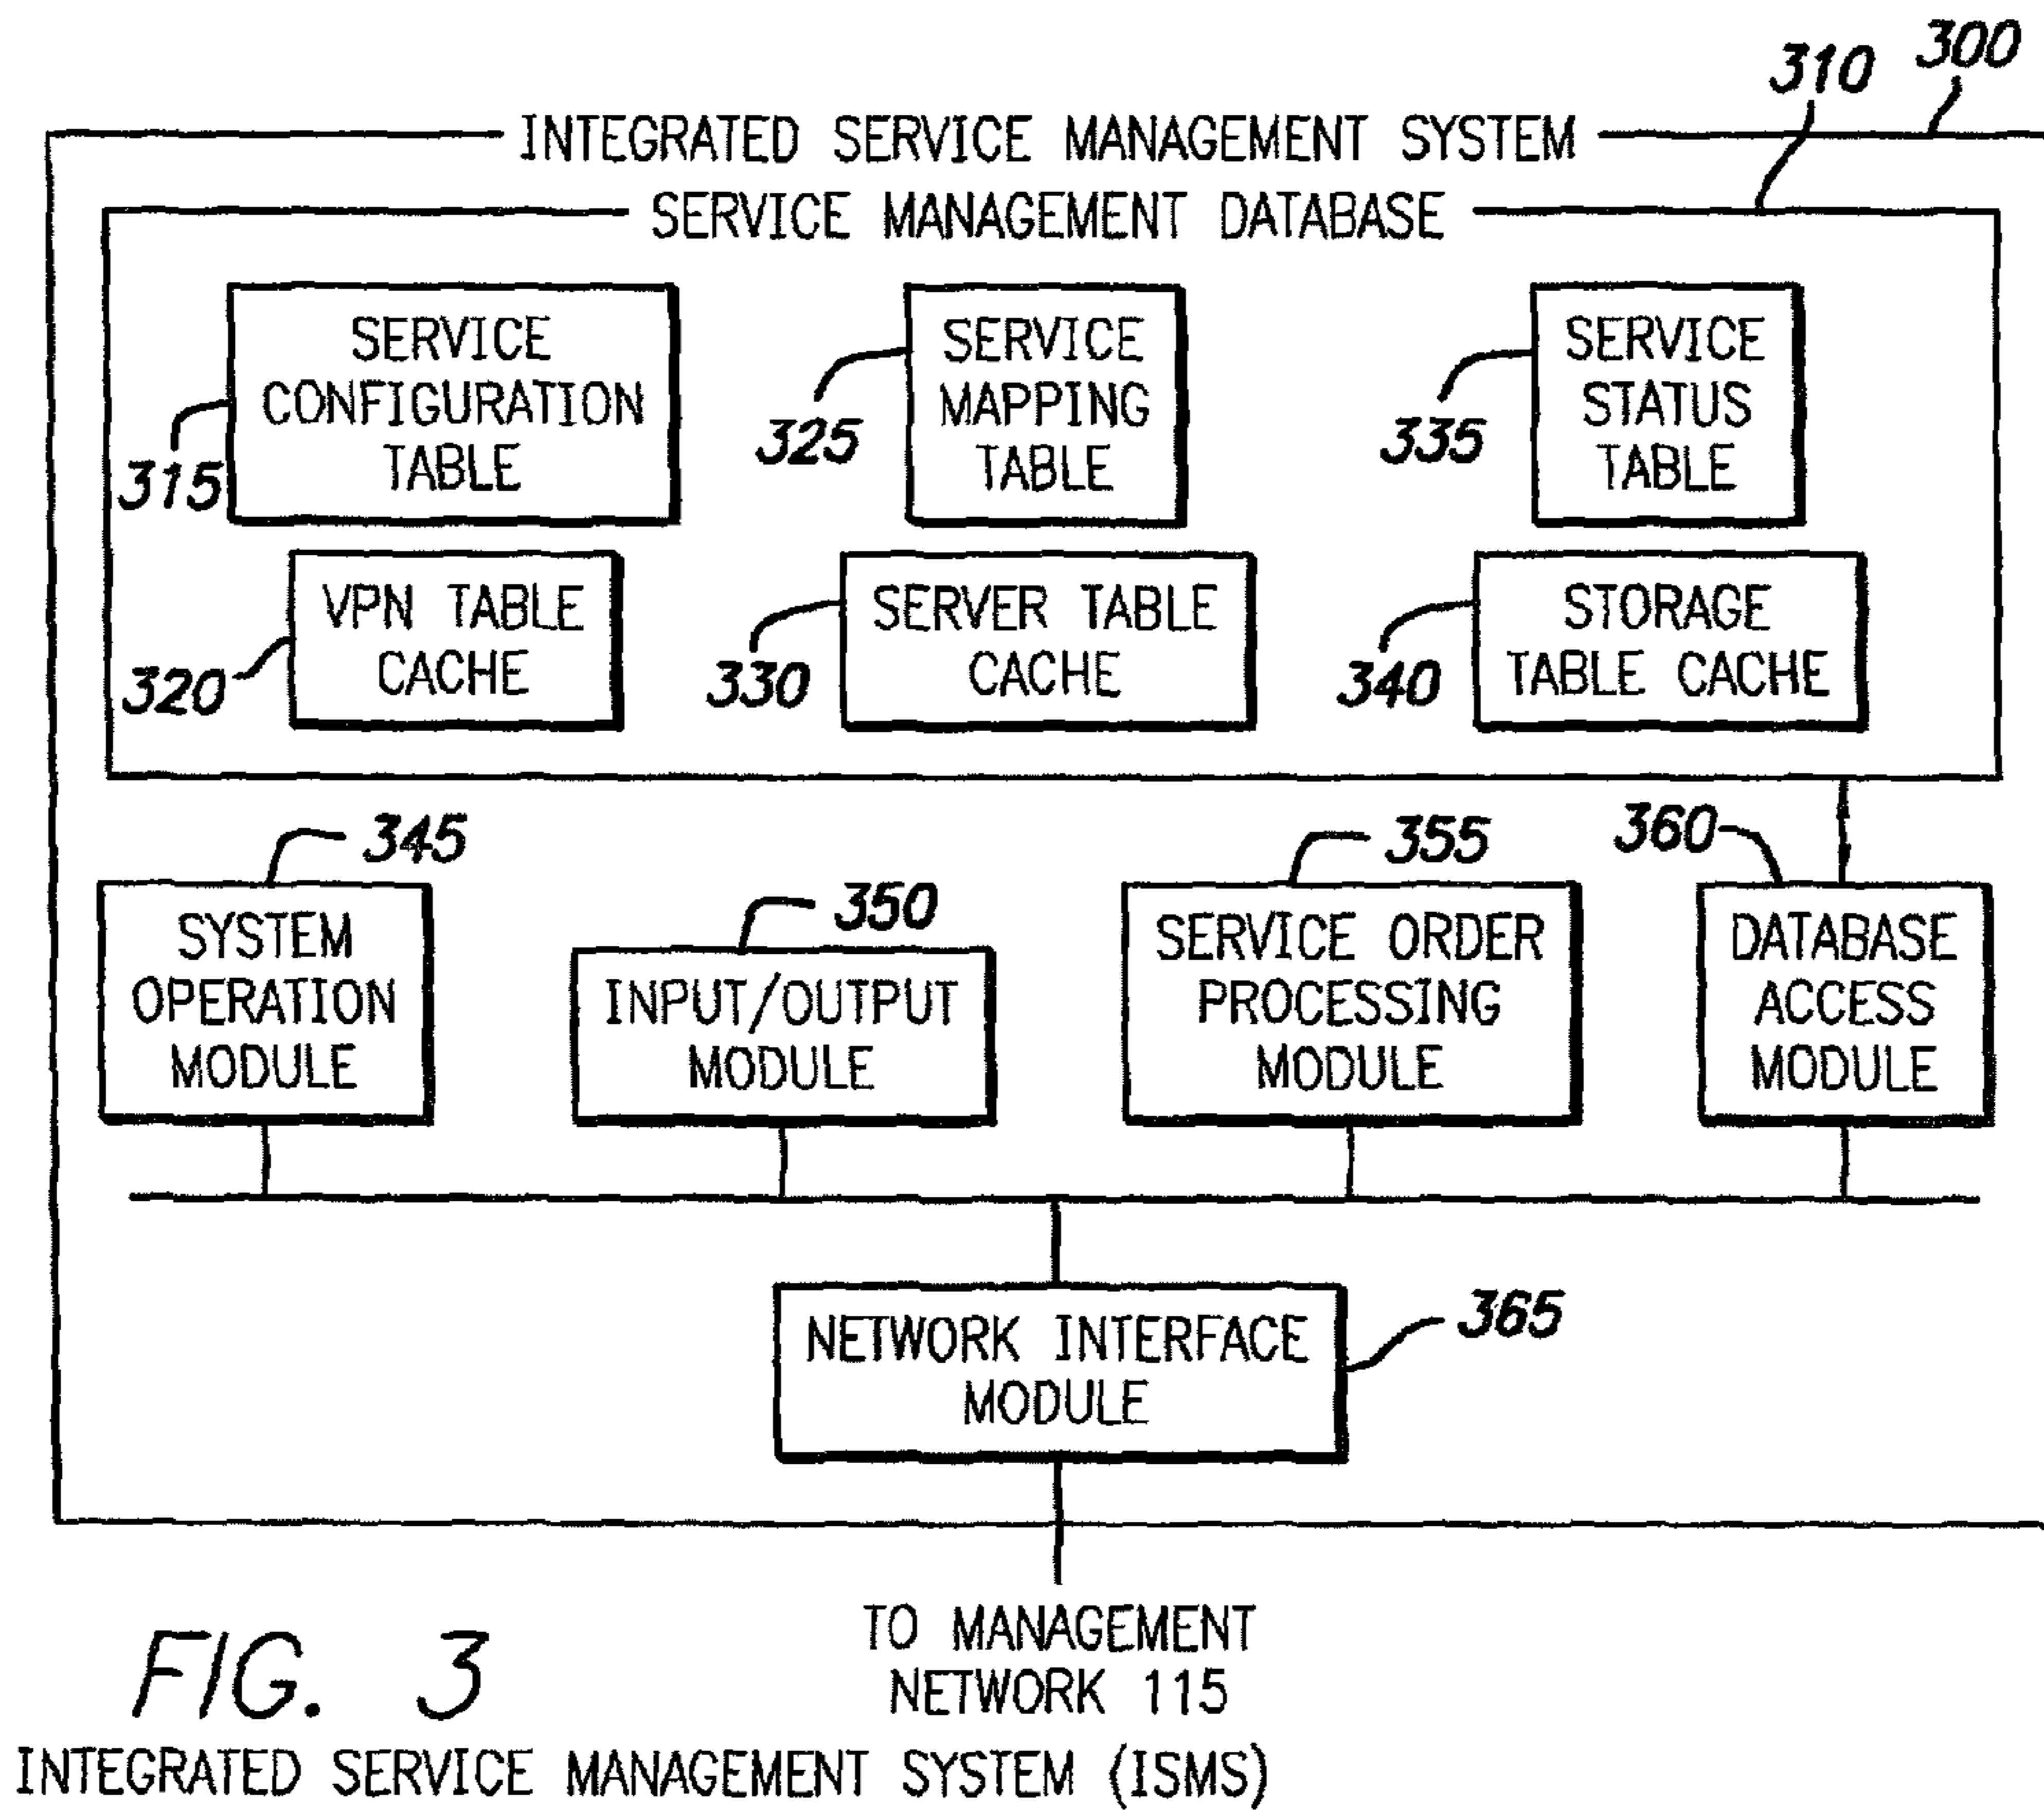 310 300
INTEGRATED SERVICE MANAGEMENT SYSTEM
SERVICE MANAGEMENT DATABASE
SERVICE
CONFIGURATION
TABLE
315
SERVICE
MAPPING
TABLE
325
SERVICE
STATUS
TABLE
335
VPN TABLE
CACHE
320
SERVER TABLE
CACHE
330
STORAGE
TABLE CACHE
340
345
SYSTEM
OPERATION
MODULE
350
INPUT/OUTPUT
MODULE
355
SERVICE ORDER
PROCESSING
MODULE
360
DATABASE
ACCESS
MODULE
NETWORK INTERFACE
MODULE
365
TO MANAGEMENT
NETWORK 115
FIG. 3
INTEGRATED SERVICE MANAGEMENT SYSTEM (ISMS)